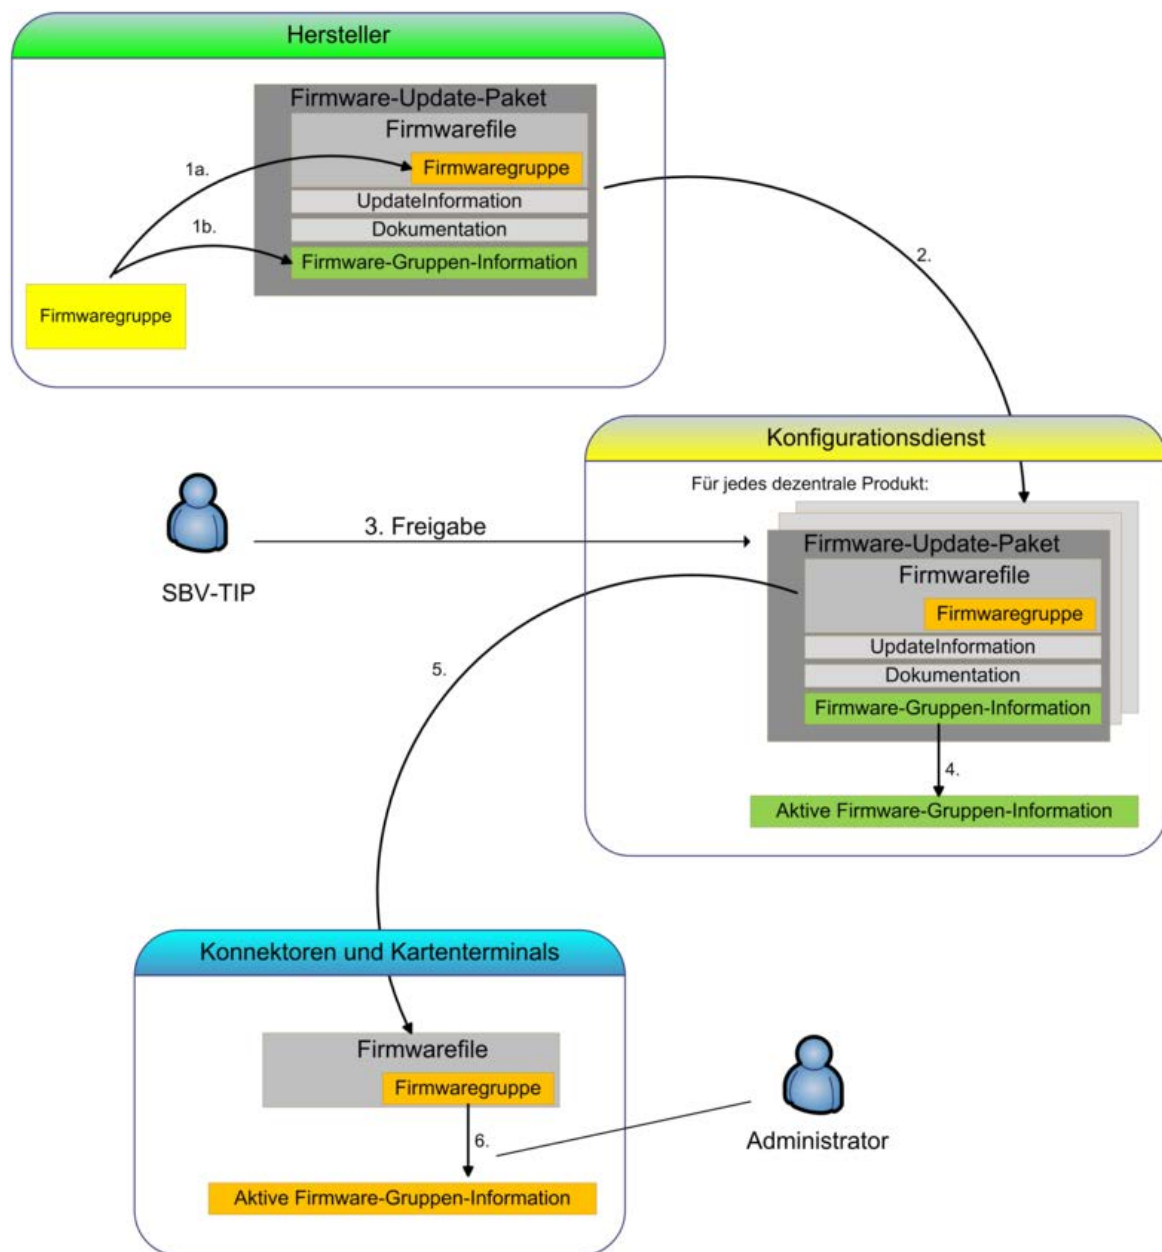 Hersteller
Firmware-Update-Paket
Firmwarefile
1a.
Firmwaregruppe
UpdateInformation
1b.
Dokumentation
Firmware-Gruppen-Information
Firmwaregruppe
2.
Konfigurationsdienst
Für jedes dezentrale Produkt:
3. Freigabe
SBV-TIP
Firmware-Update-Paket
Firmwarefile
Firmwaregruppe
UpdateInformation
Dokumentation
Firmware-Gruppen-Information
4.
Aktive Firmware-Gruppen-Information
5.
Konnektoren und Kartenterminals
Firmwarefile
Firmwaregruppe
6.
Administrator
Aktive Firmware-Gruppen-Information